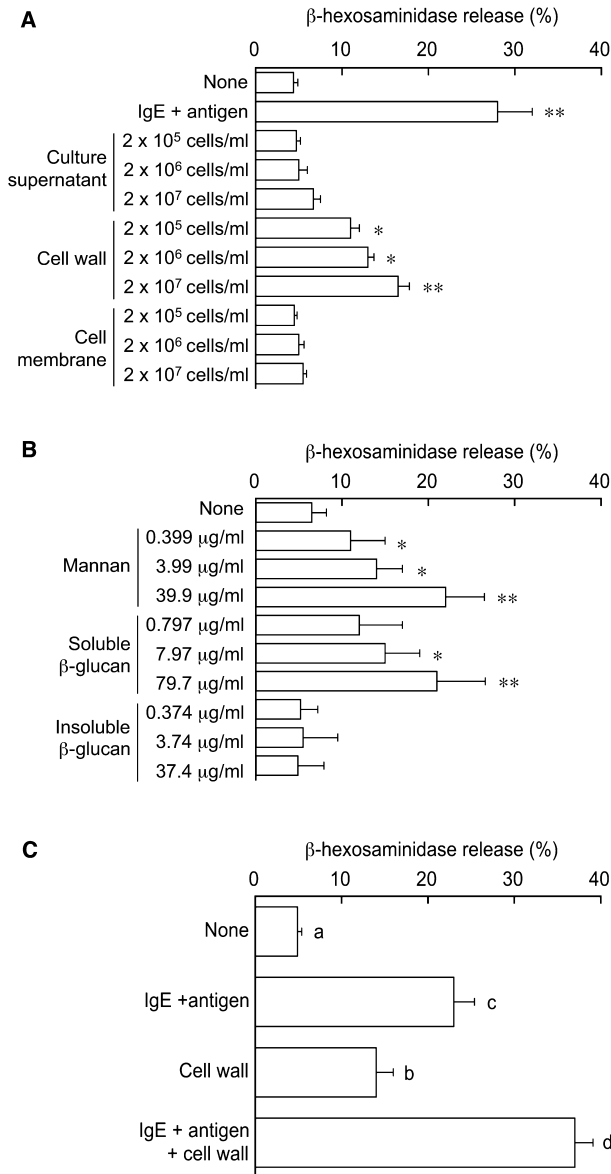 A
β-hexosaminidase release (%)
0 10 20 30 40
None
IgE + antigen **
Culture supernatant
2 x 10⁵ cells/ml
2 x 10⁶ cells/ml
2 x 10⁷ cells/ml
Cell wall
2 x 10⁵ cells/ml *
2 x 10⁶ cells/ml *
2 x 10⁷ cells/ml **
Cell membrane
2 x 10⁵ cells/ml
2 x 10⁶ cells/ml
2 x 10⁷ cells/ml
B
β-hexosaminidase release (%)
0 10 20 30 40
None
Mannan
0.399 μg/ml *
3.99 μg/ml *
39.9 μg/ml **
Soluble β-glucan
0.797 μg/ml
7.97 μg/ml *
79.7 μg/ml **
Insoluble β-glucan
0.374 μg/ml
3.74 μg/ml
37.4 μg/ml
C
β-hexosaminidase release (%)
0 10 20 30 40
None a
IgE +antigen c
Cell wall b
IgE + antigen
+ cell wall d